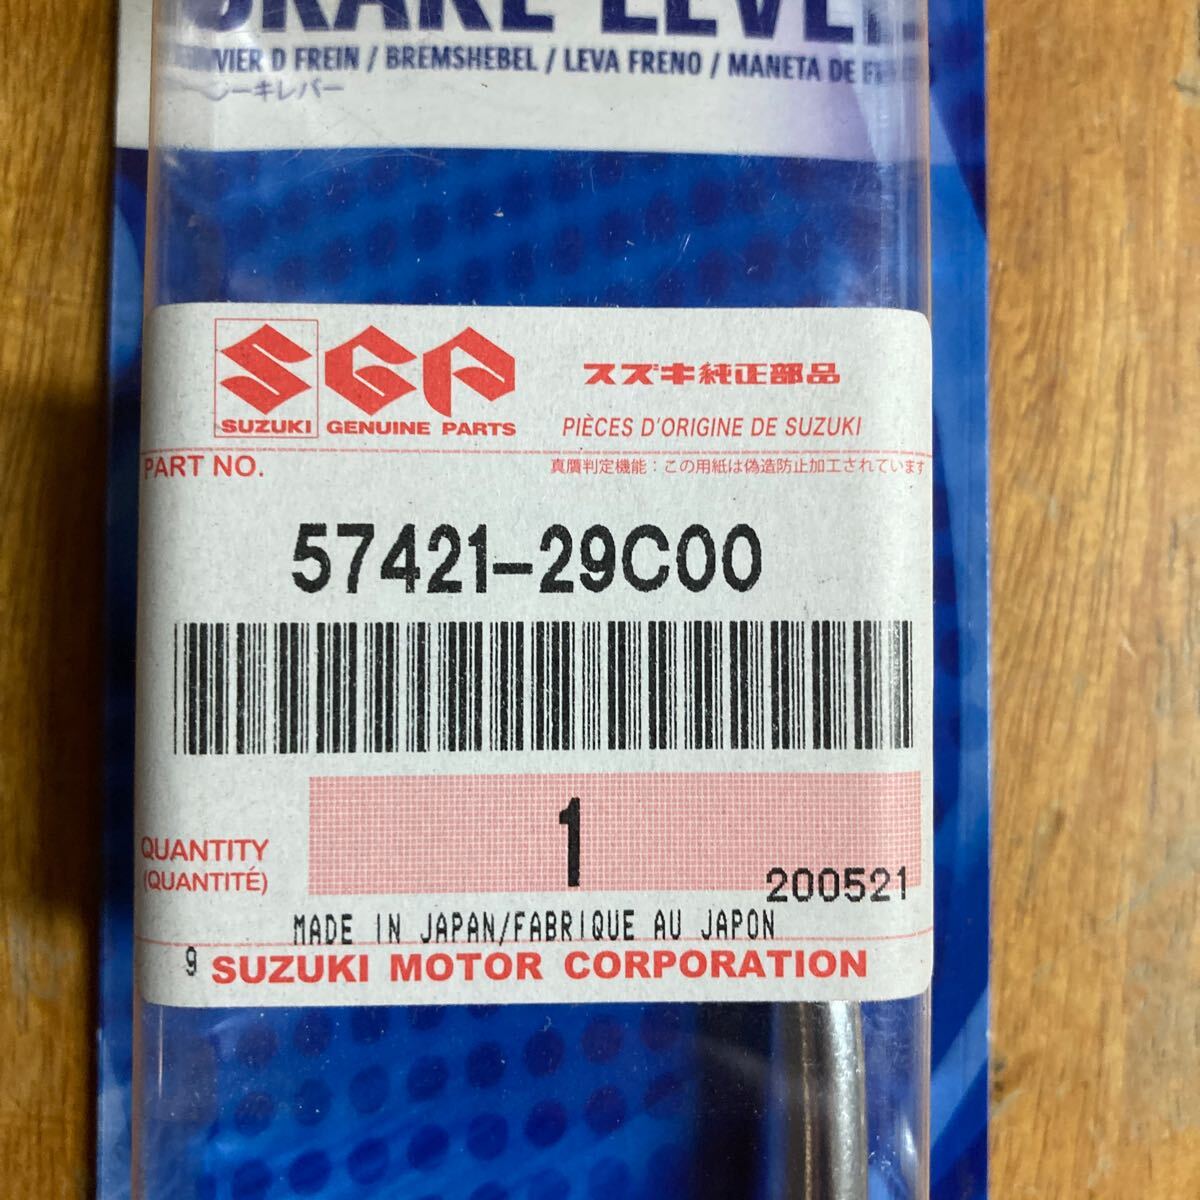 BRAKE LEVER
D FREIN / BREMSHEBEL / LEVA FRENO / MANETA DE
ーキレバー
SUZUKI
SGP
GENUINE PARTS
スズキ純正部品
PIÈCES D'ORIGINE DE SUZUKI
PART NO.
真贋判定機能：この用紙は偽造防止加工されています
57421-29C00
QUANTITY
(QUANTITÉ)
1
200521
MADE IN JAPAN/FABRIQUE AU JAPON
9
SUZUKI MOTOR CORPORATION